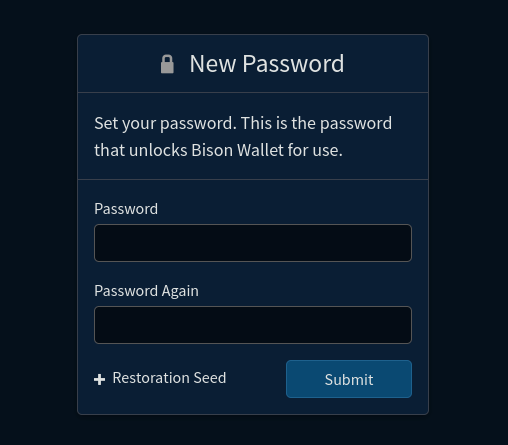 New Password
Set your password. This is the password
that unlocks Bison Wallet for use.
Password
Password Again
Restoration Seed
Submit